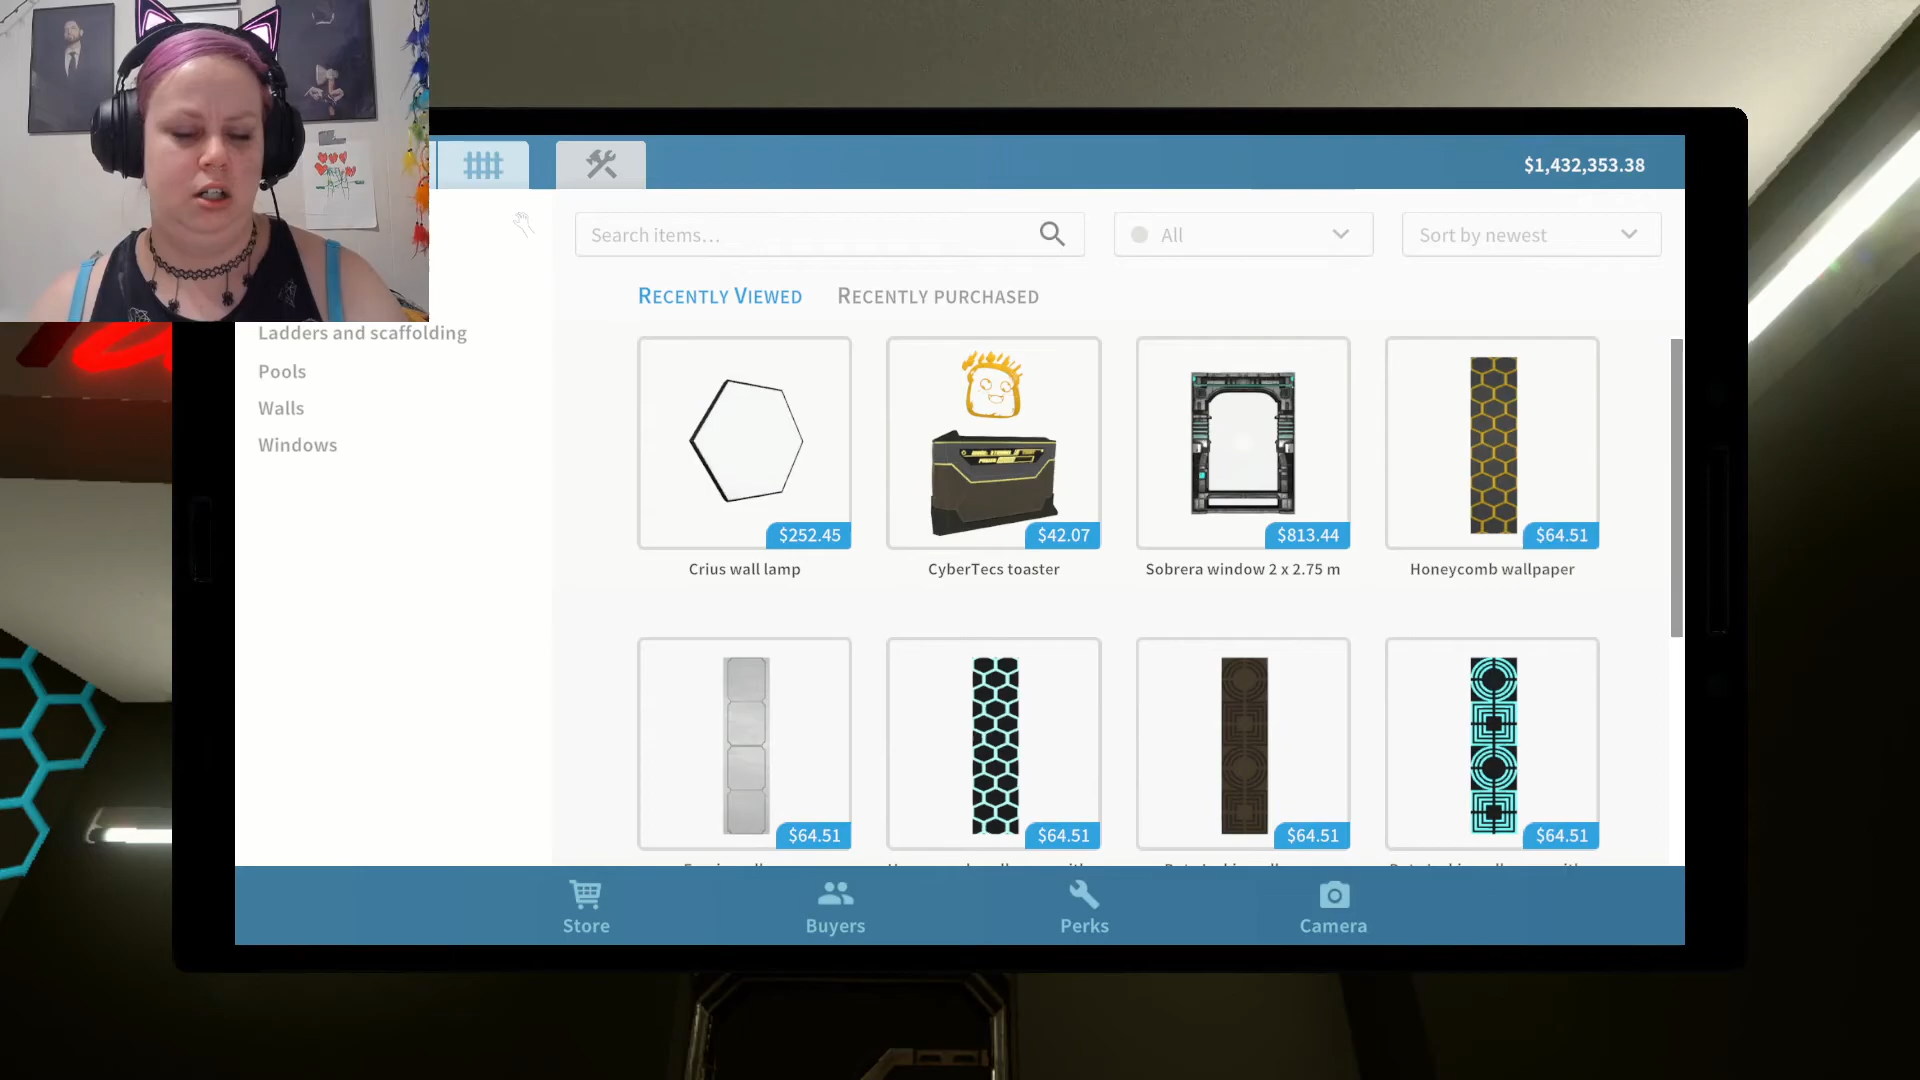 $1,432,353.38
Search items...
All
Sort by newest
RECENTLY VIEWED
RECENTLY PURCHASED
Ladders and scaffolding
Pools
Walls
Windows
$252.45
$42.07
$813.44
$64.51
Crius wall lamp
CyberTecs toaster
Sobrera window 2 x 2.75 m
Honeycomb wallpaper
$64.51
$64.51
$64.51
$64.51
Store
Buyers
Perks
Camera